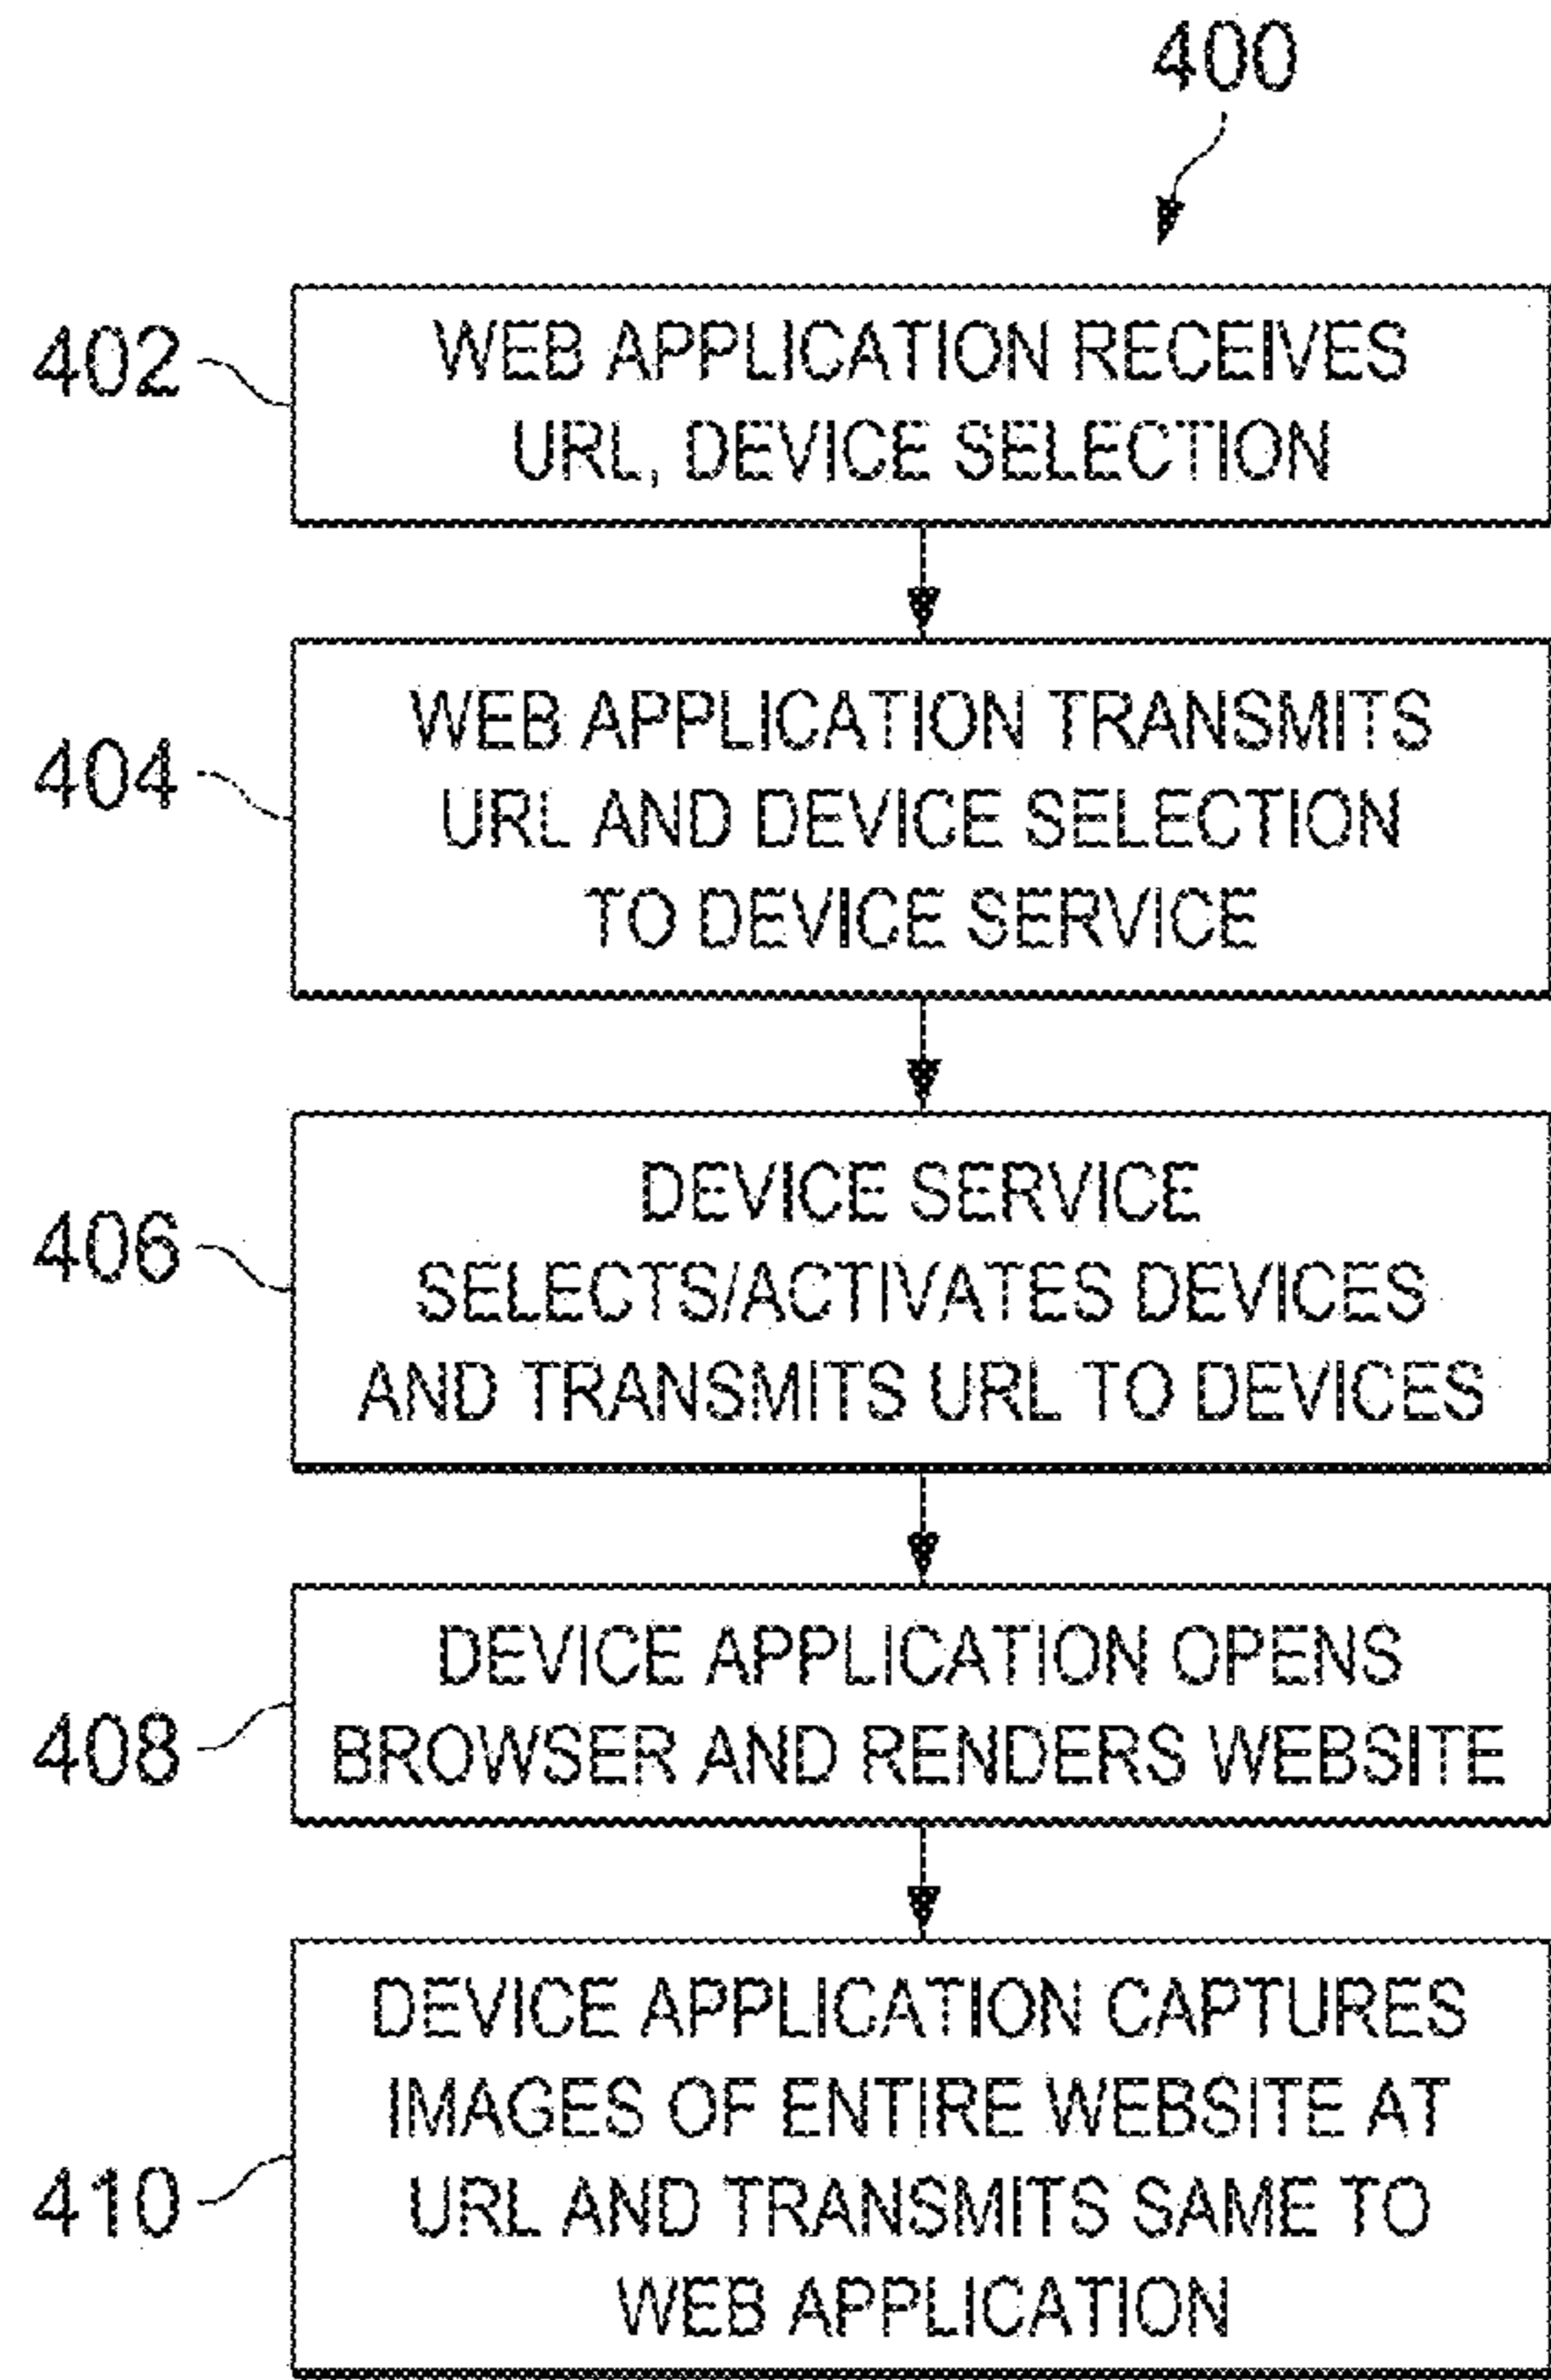 400
402
WEB APPLICATION RECEIVES
URL, DEVICE SELECTION
404
WEB APPLICATION TRANSMITS
URL AND DEVICE SELECTION
TO DEVICE SERVICE
406
DEVICE SERVICE
SELECTS/ACTIVATES DEVICES
AND TRANSMITS URL TO DEVICES
408
DEVICE APPLICATION OPENS
BROWSER AND RENDERS WEBSITE
410
DEVICE APPLICATION CAPTURES
IMAGES OF ENTIRE WEBSITE AT
URL AND TRANSMITS SAME TO
WEB APPLICATION